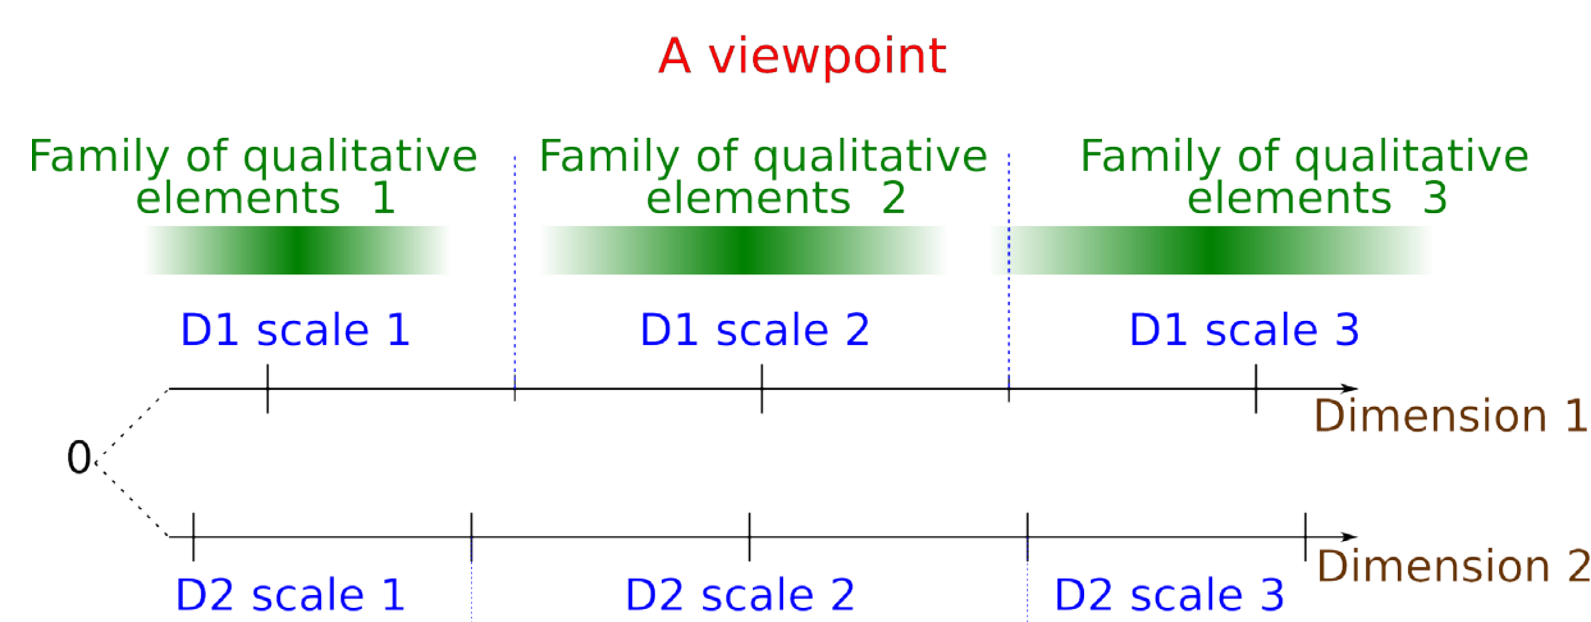 A viewpoint
Family of qualitative
elements 1
Family of qualitative
elements 2
Family of qualitative
elements 3
D1 scale 1
D1 scale 2
D1 scale 3
Dimension 1
0
Dimension 2
D2 scale 1
D2 scale 2
D2 scale 3